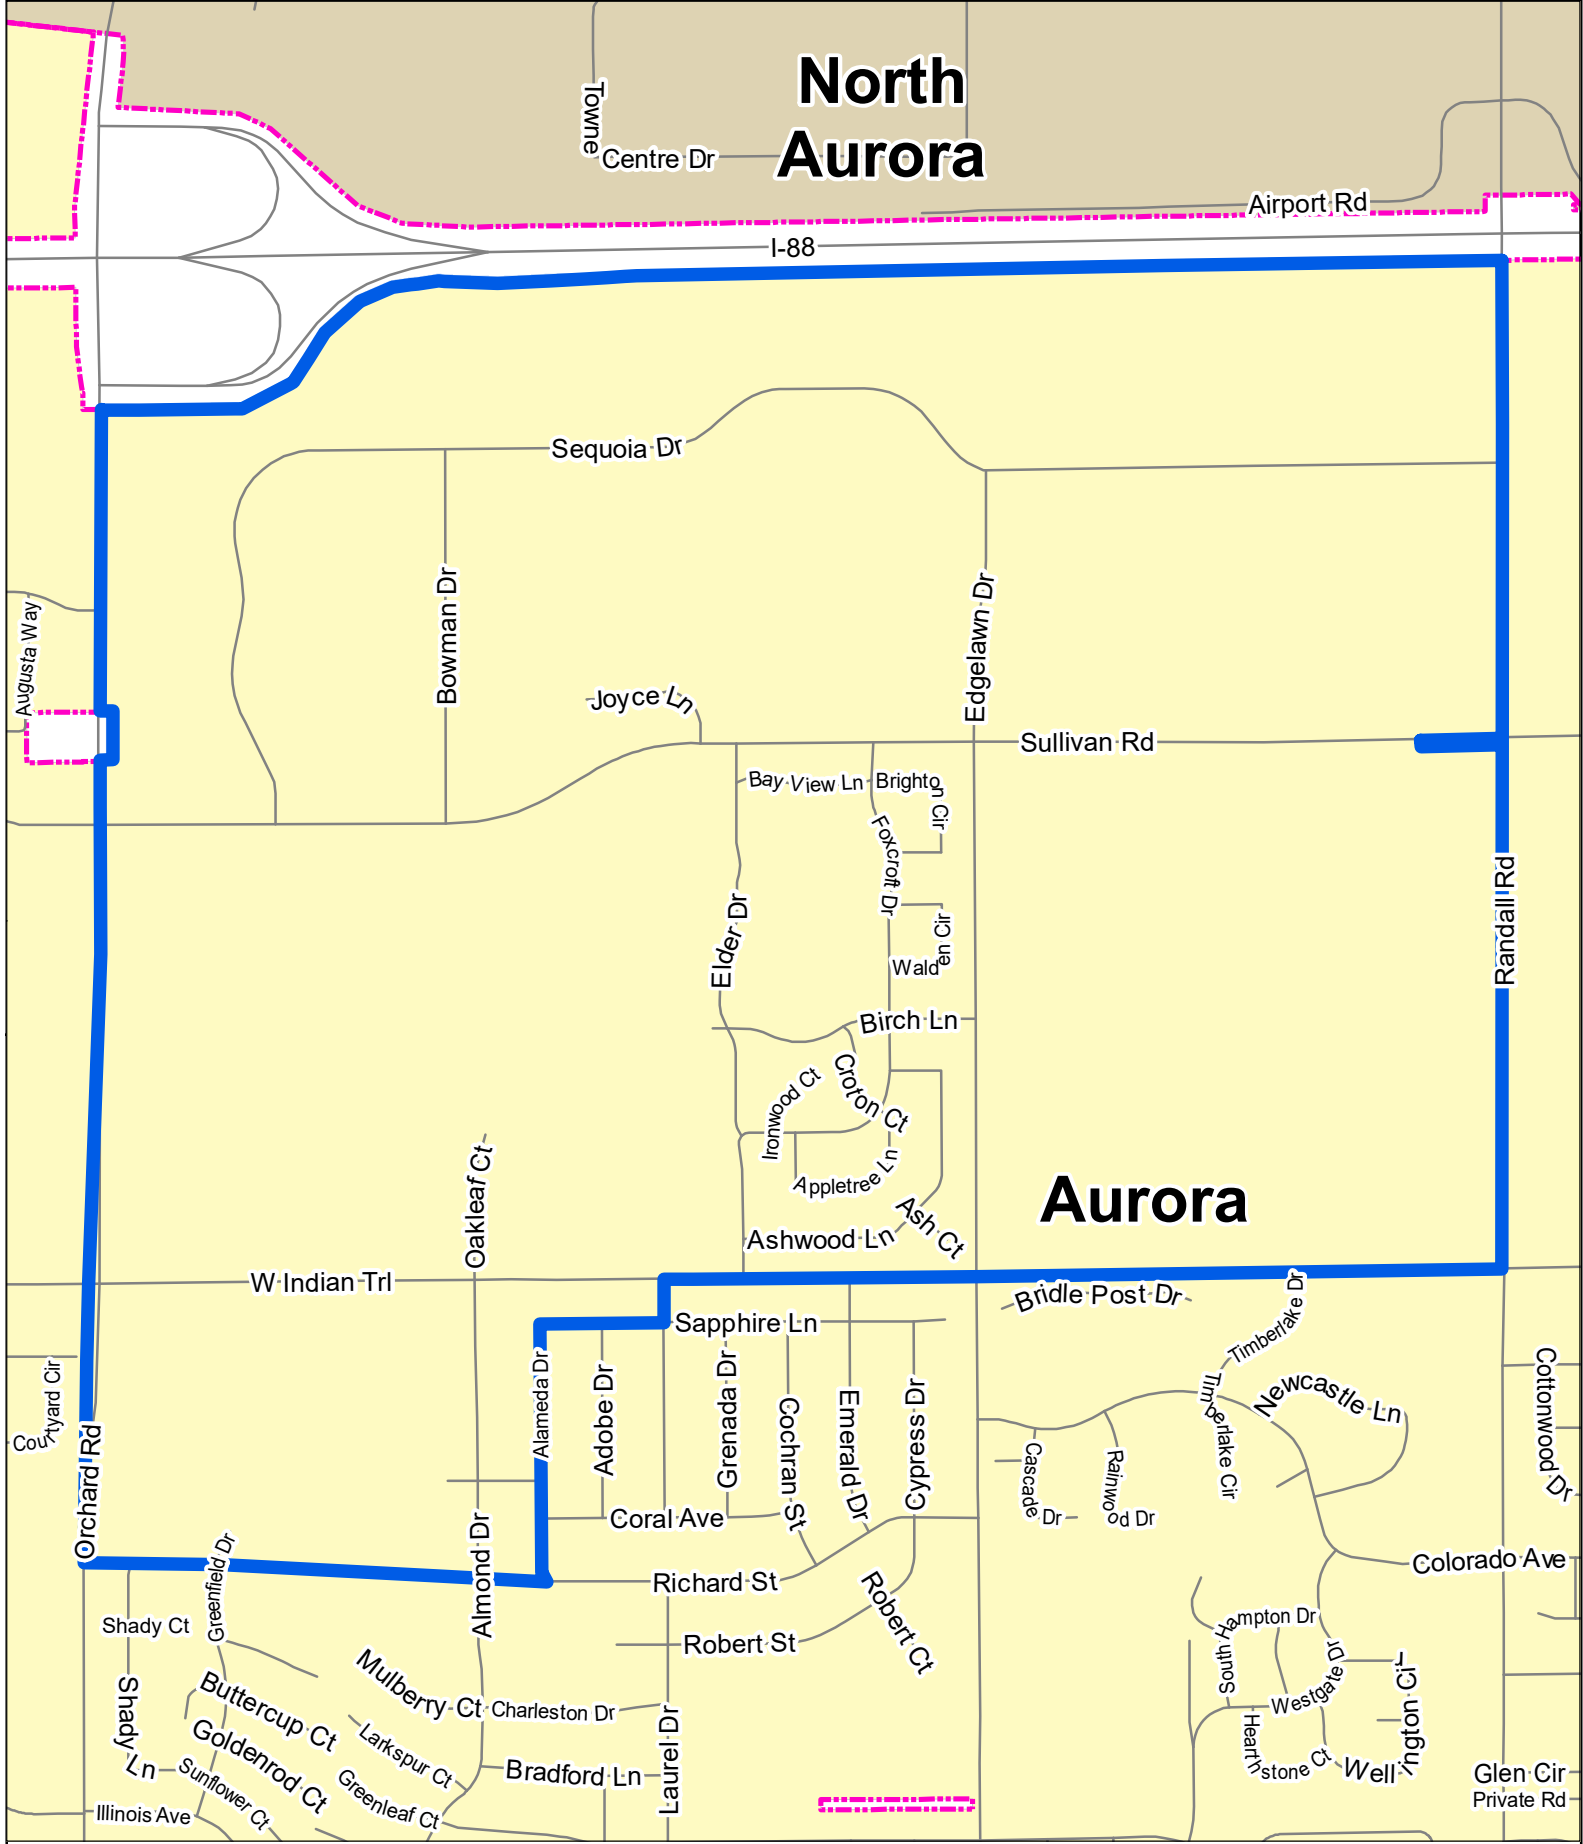 North
Aurora
Towne
Centre Dr
Airport Rd
I-88
Sequoia Dr
Bowman Dr
Edgelawn Dr
Augusta Way
Joyce Ln
Sullivan Rd
Bay View Ln
Brighton Cir
Foxcroft Dr
Randall Rd
Elder Dr
Walden Cir
Birch Ln
Croton Ct
Ironwood Ct
Appletree Ln
Oakleaf Ct
Aurora
Ash Ct
Ashwood Ln
W Indian Trl
Bridle Post Dr
Timberlake Dr
Sapphire Ln
Courtyard Cir
Orchard Rd
Alameda Dr
Adobe Dr
Grenada Dr
Cochran St
Emerald Dr
Cypress Dr
Timberlake Cir
Newcastle Ln
Cottonwood Dr
Cascade Dr
Rainwood Dr
Coral Ave
Almond Dr
Greenfield Dr
Richard St
Colorado Ave
Robert Ct
Shady Ct
Robert St
South Hampton Dr
Westgate Dr
Wellington Cir
Mulberry Ct
Charleston Dr
Shady Ln
Buttercup Ct
Goldenrod Ct
Larkspur Ct
Laurel Dr
Hearthstone Ct
Sunflower Ct
Greenleaf Ct
Bradford Ln
Glen Cir
Private Rd
Illinois Ave